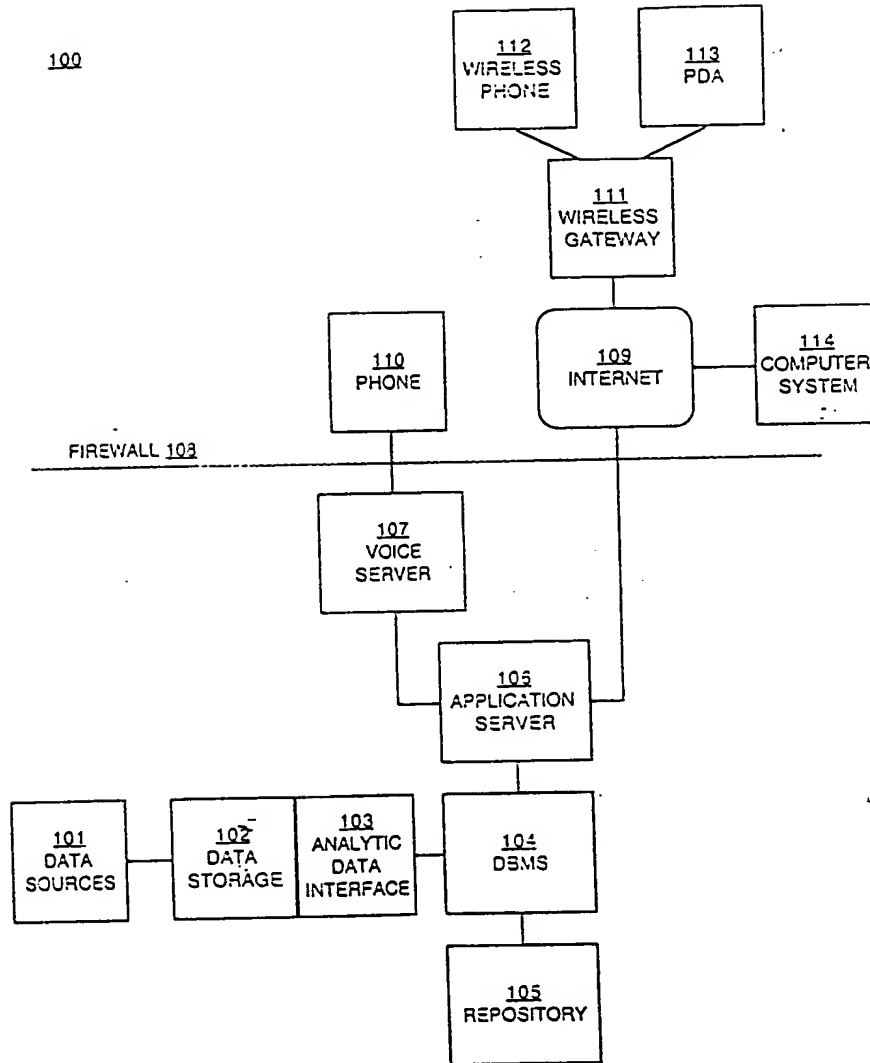 100
112
WIRELESS
PHONE
113
PDA
111
WIRELESS
GATEWAY
110
PHONE
109
INTERNET
114
COMPUTER
SYSTEM
FIREWALL 108
107
VOICE
SERVER
106
APPLICATION
SERVER
101
DATA
SOURCES
102
DATA
STORAGE
103
ANALYTIC
DATA
INTERFACE
104
DBMS
105
REPOSITORY